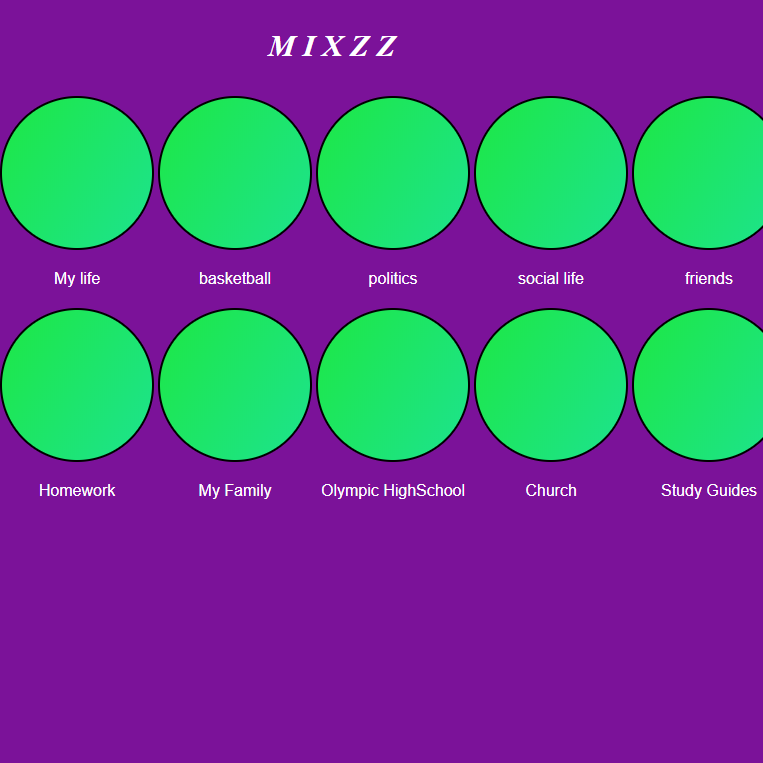 MIXZZ
My life basketball politics social life friends
Homework My Family Olympic HighSchool Church Study Guides